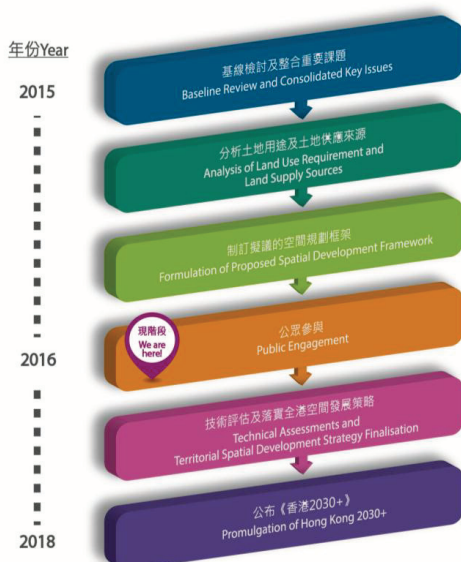 年份Year
2015
基線檢討及整合重要課題
Baseline Review and Consolidated Key Issues
分析土地用途及土地供應來源
Analysis of Land Use Requirement and
Land Supply Sources
制訂擬議的空間規劃框架
Formulation of Proposed Spatial Development Framework
現階段
We are
here!
公眾參與
Public Engagement
2016
技術評估及落實全港空間發展策略
Technical Assessments and
Territorial Spatial Development Strategy Finalisation
公布《香港2030+》
Promulgation of Hong Kong 2030+
2018